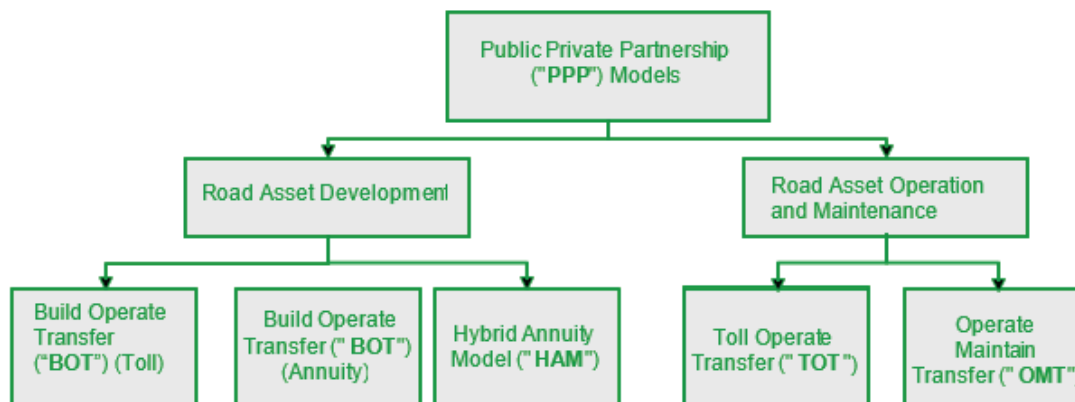 Public Private Partnership
("PPP") Models
Road Asset Development
Road Asset Operation
and Maintenance
Build Operate
Transfer
(“BOT”) (Toll)
Build Operate
Transfer (" BOT")
(Annuity)
Hybrid Annuity
Model ("HAM")
Toll Operate
Transfer (" TOT")
Operate
Maintain
Transfer (" OMT"